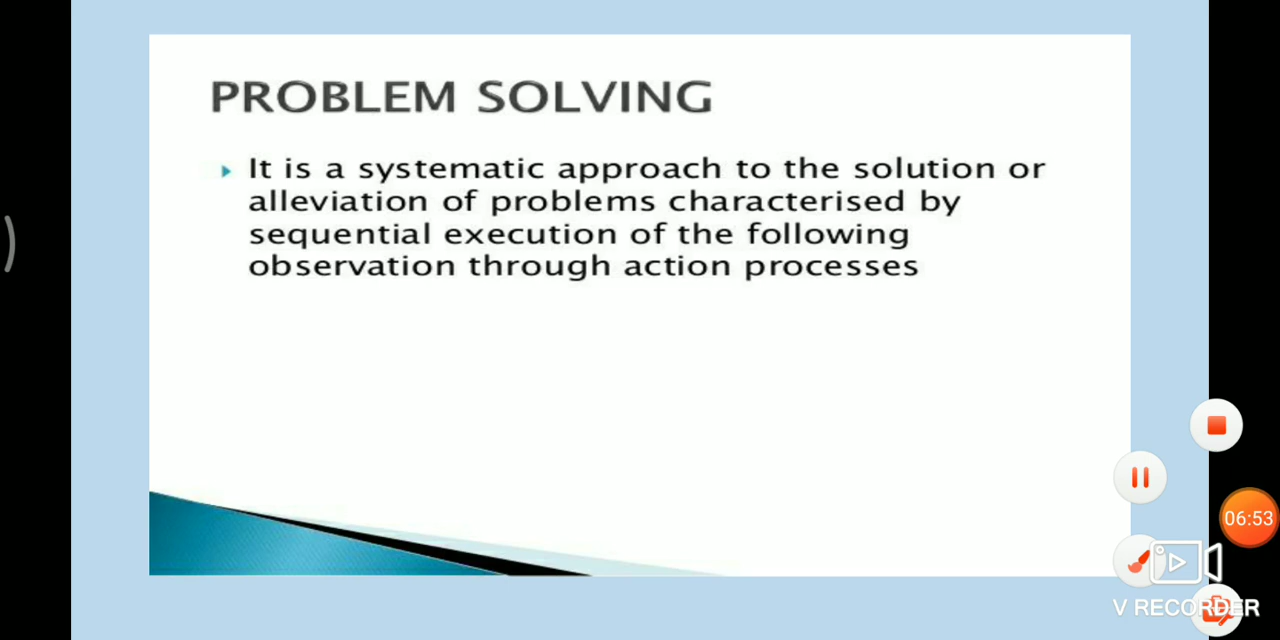 PROBLEM SOLVING
It is a systematic approach to the solution or
alleviation of problems characterised by
sequential execution of the following
observation through action processes
06:53
V RECORDER